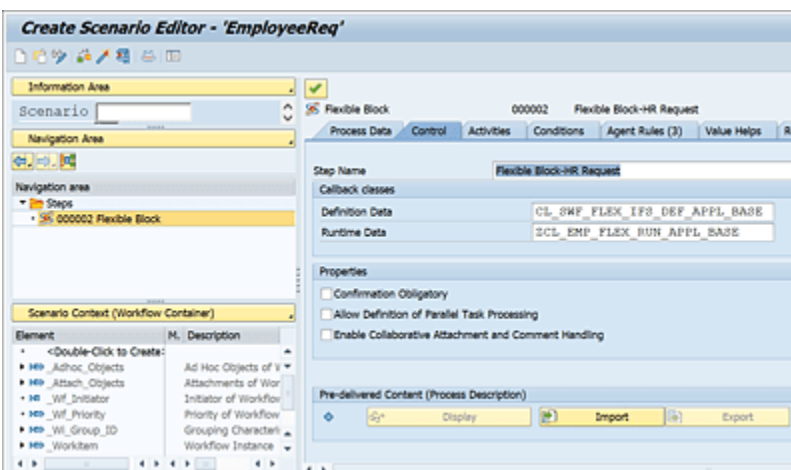 Create Scenario Editor - 'EmployeeReq'
Information Area
Scenario
Navigation Area
Navigation area
Steps
000002 Flexible Block
Scenario Context (Workflow Container)
Element M. Description
<Double-Click to Create>
_Adhoc_Objects Ad Hoc Objects of
_Attach_Objects Attachments of Wor
_Wf_Initiator Initiator of Workflov
_Wf_Priority Priority of Workflow
_WI_Group_ID Grouping Characteri
_Workitem Workflow Instance
Flexible Block 000002 Flexible Block-HR Request
Process Data Control Activities Conditions Agent Rules (3) Value Helps R
Step Name Flexible Block-HR Request
Callback classes
Definition Data CL_SWF_FLEX_IFS_DEF_APPL_BASE
Runtime Data ZCL_EMP_FLEX_RUN_APPL_BASE
Properties
Confirmation Obligatory
Allow Definition of Parallel Task Processing
Enable Collaborative Attachment and Comment Handling
Pre-delivered Content (Process Description)
Display Import Export